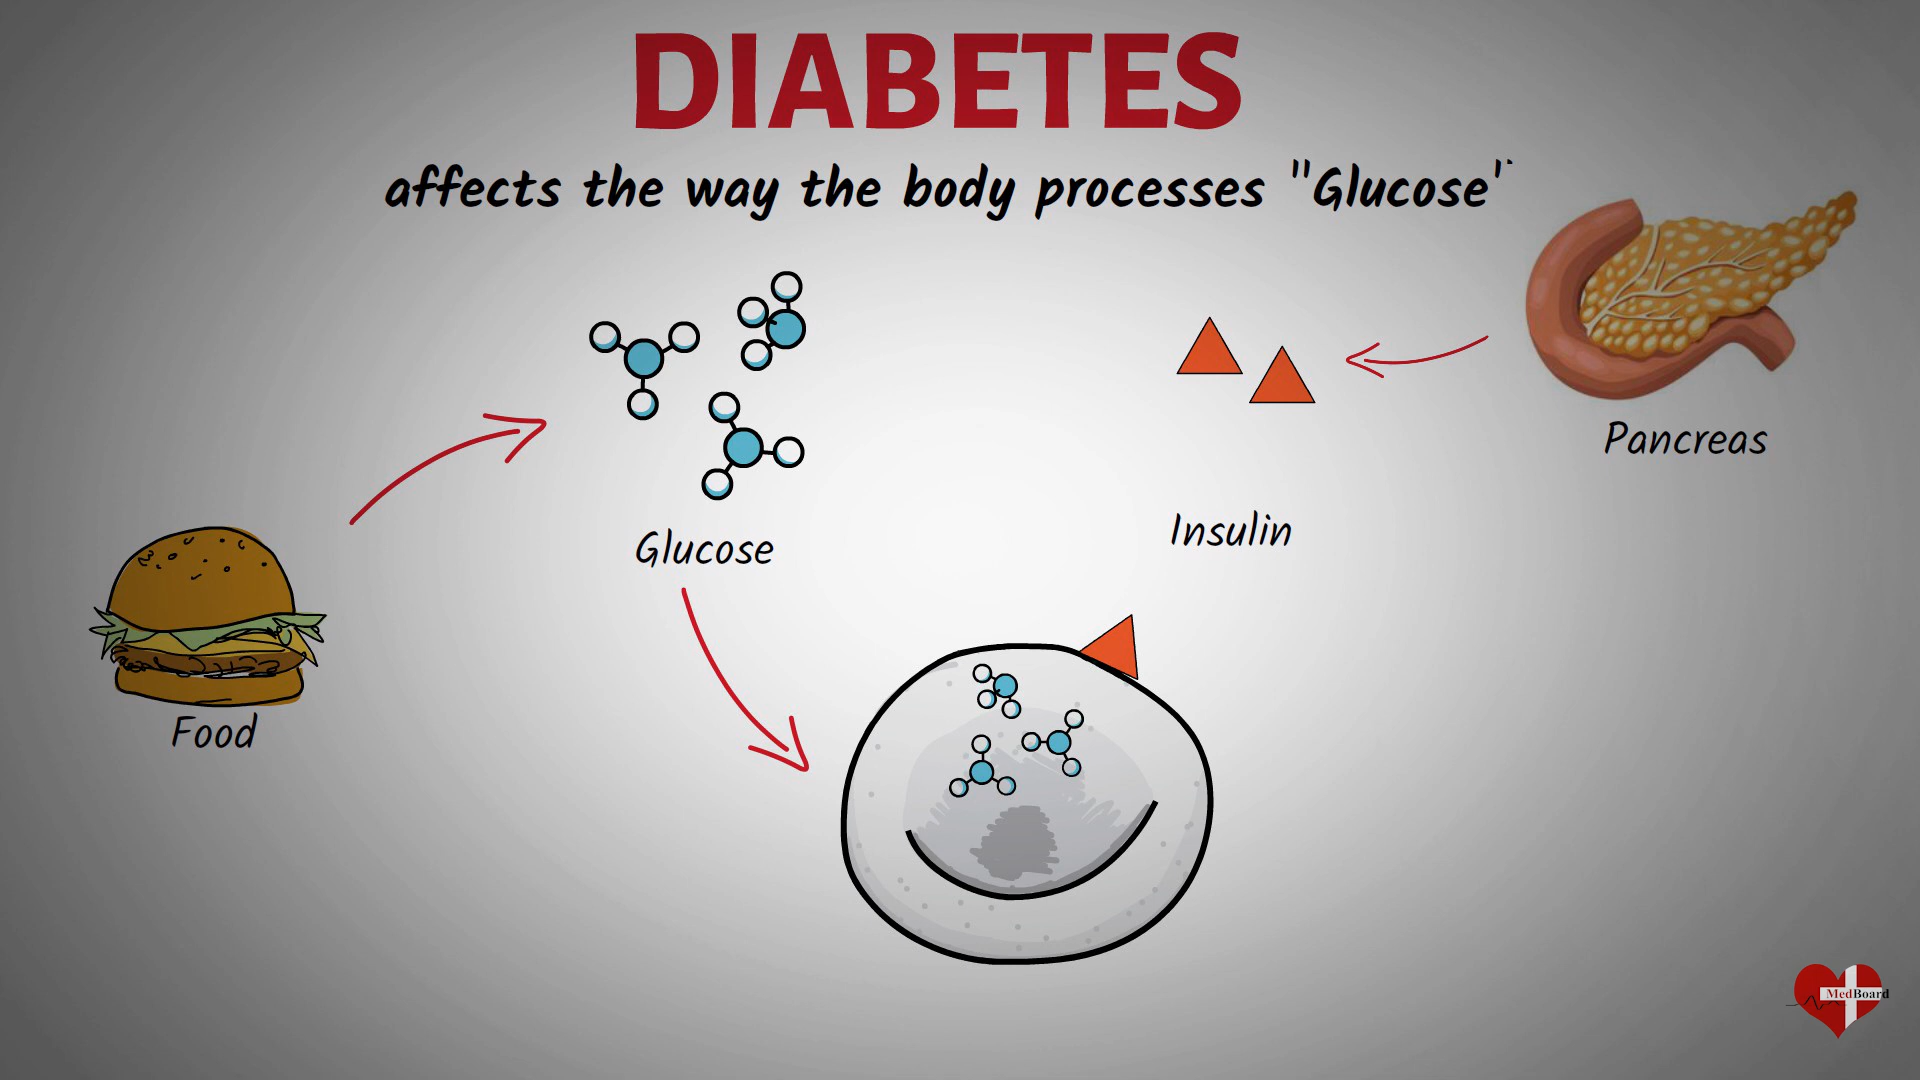 DIABETES
affects the way the body processes "Glucose"
Pancreas
Insulin
Glucose
Food
MedBoard